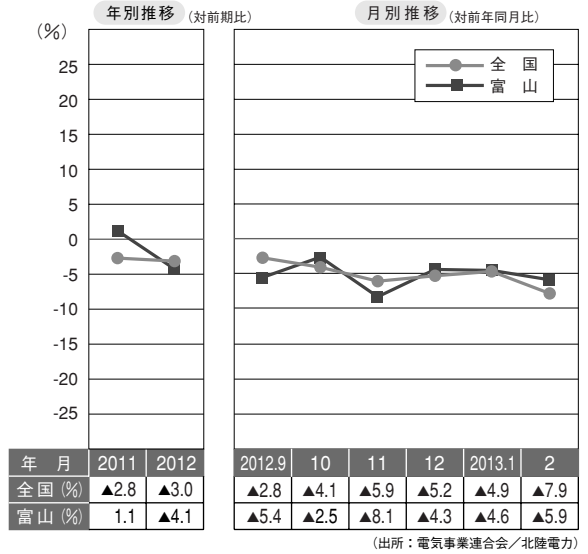 年別推移 (対前期比)
月別推移 (対前年同月比)
(%)
全 国
富 山
25
20
15
10
5
0
-5
-10
-15
-20
-25
年 月 2011 2012 2012.9 10 11 12 2013.1 2
全国(%) ▲2.8 ▲3.0 ▲2.8 ▲4.1 ▲5.9 ▲5.2 ▲4.9 ▲7.9
富山(%) 1.1 ▲4.1 ▲5.4 ▲2.5 ▲8.1 ▲4.3 ▲4.6 ▲5.9
(出所:電気事業連合会/北陸電力)